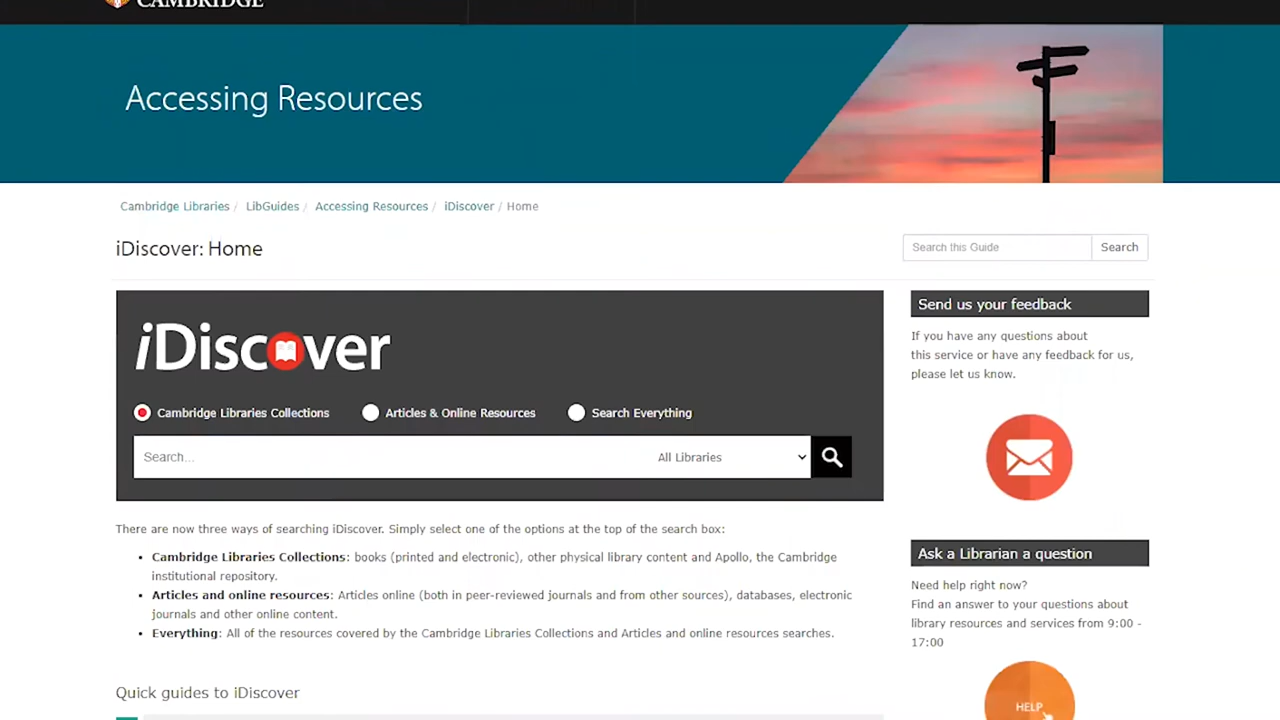 CAMBRIDGE
Accessing Resources
Cambridge Libraries / LibGuides / Accessing Resources / iDiscover / Home
iDiscover: Home
Search this Guide
Search
iDiscover
Cambridge Libraries Collections
Articles & Online Resources
Search Everything
Search...
All Libraries
There are now three ways of searching iDiscover. Simply select one of the options at the top of the search box:
• Cambridge Libraries Collections: books (printed and electronic), other physical library content and Apollo, the Cambridge
institutional repository.
• Articles and online resources: Articles online (both in peer-reviewed journals and from other sources), databases, electronic
journals and other online content.
• Everything: All of the resources covered by the Cambridge Libraries Collections and Articles and online resources searches.
Quick guides to iDiscover
Send us your feedback
If you have any questions about
this service or have any feedback for us,
please let us know.
Ask a Librarian a question
Need help right now?
Find an answer to your questions about
library resources and services from 9:00 -
17:00
HELP